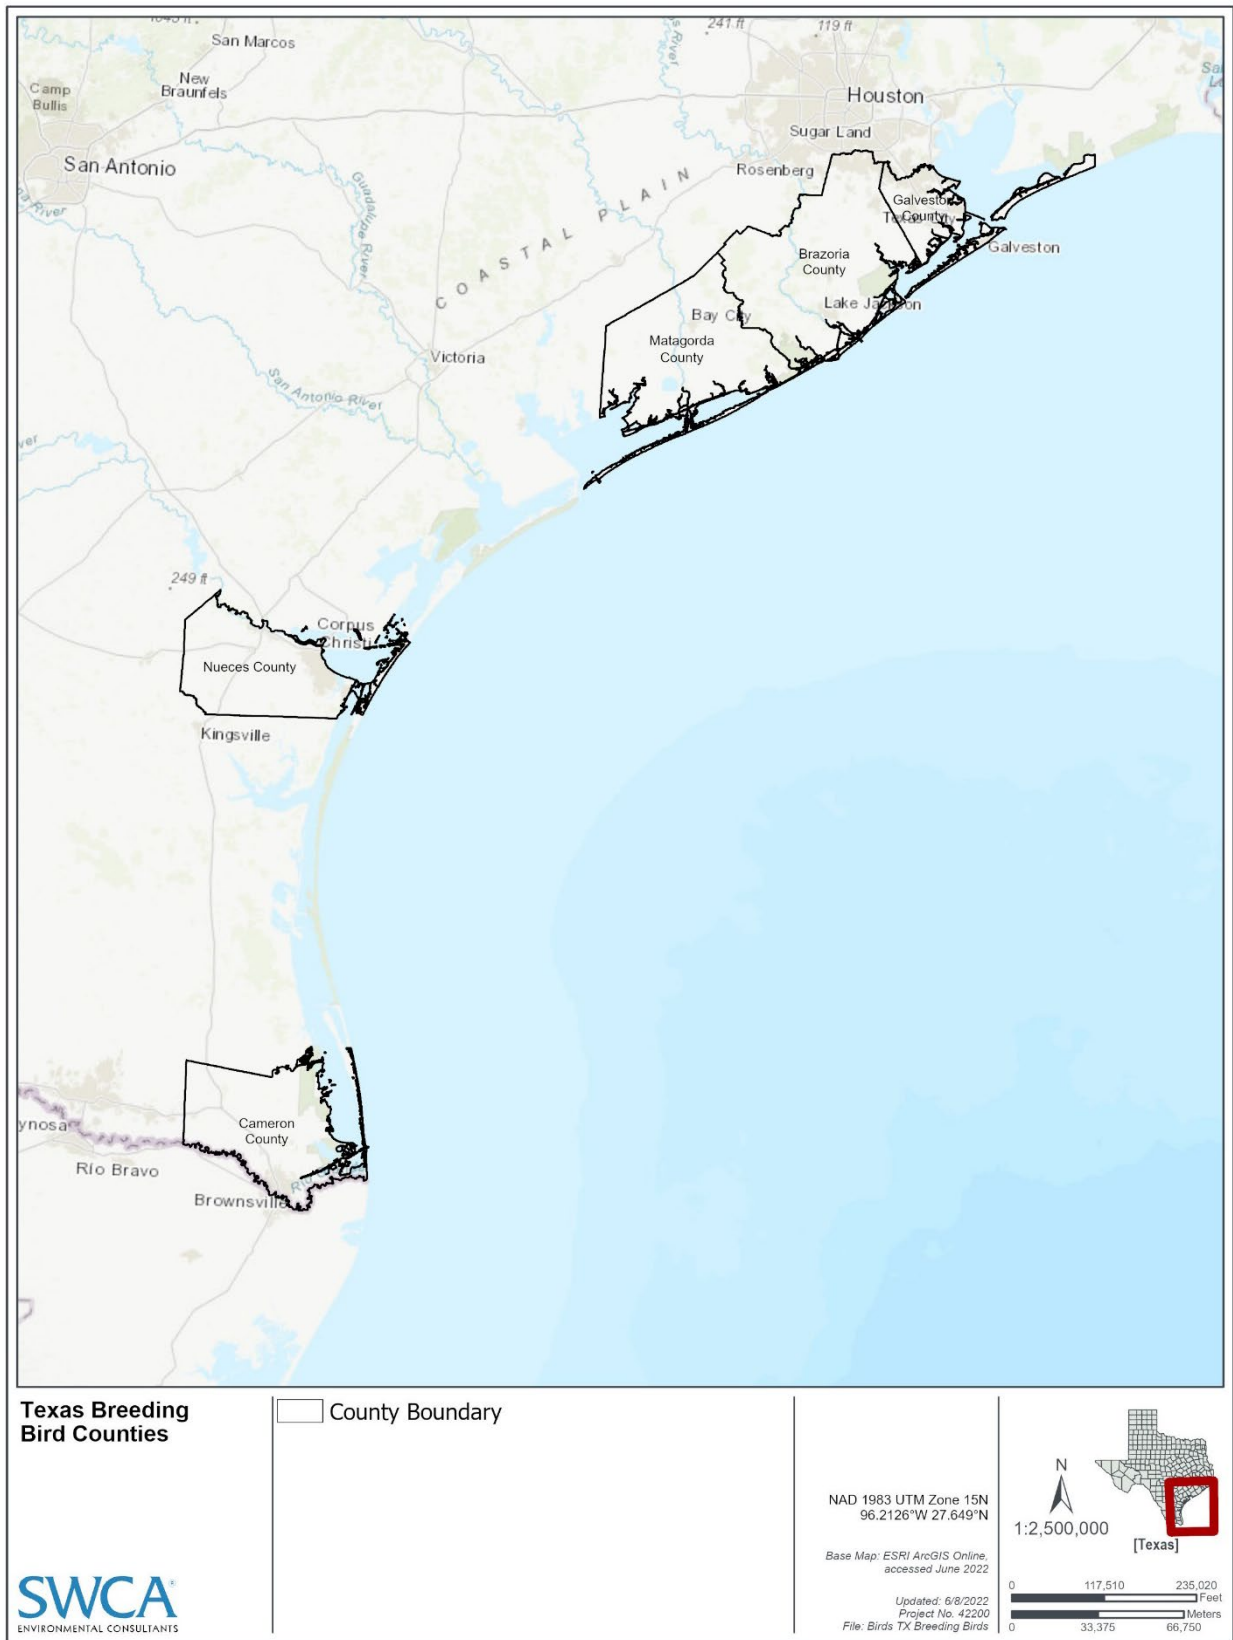 San Marcos
241 ft
119 ft
New
Braunfels
Camp
Bullis
Houston
Sugar Land
San Antonio
Rosenberg
Guadalupe River
COASTAL PLAIN
Galveston
County
Texas City
Galveston
Brazoria
County
Lake Jackson
Bay City
Matagorda
County
Victoria
San Antonio River
249 ft
Corpus
Christi
Nueces County
Kingsville
Cameron
County
ynosa
Rio Bravo
Brownsville
Texas Breeding
Bird Counties
County Boundary
NAD 1983 UTM Zone 15N
96.2126°W 27.649°N
Base Map: ESRI ArcGIS Online,
accessed June 2022
Updated: 6/8/2022
Project No. 42200
File: Birds TX Breeding Birds
N
1:2,500,000
[Texas]
0 117,510 235,020
Feet
Meters
0 33,375 66,750
SWCA
ENVIRONMENTAL CONSULTANTS